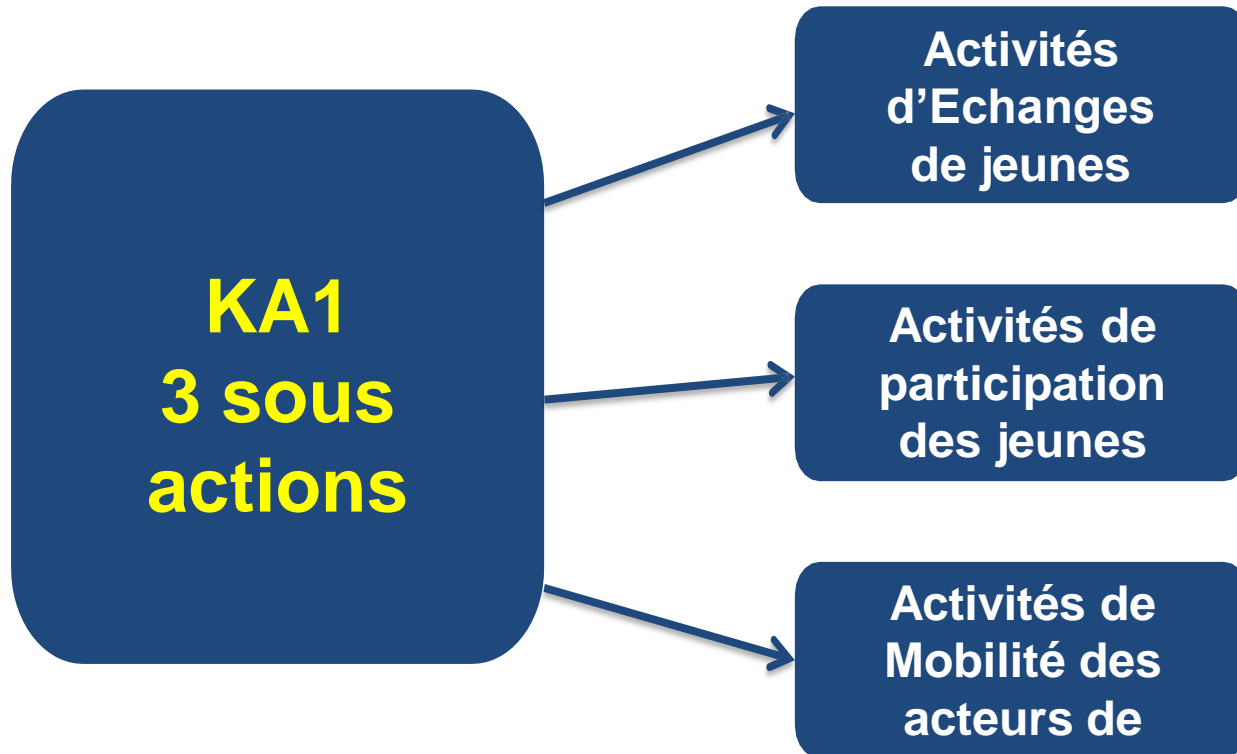 KA1
3 sous
actions
Activités
d’Echanges
de jeunes
Activités de
participation
des jeunes
Activités de
Mobilité des
acteurs de